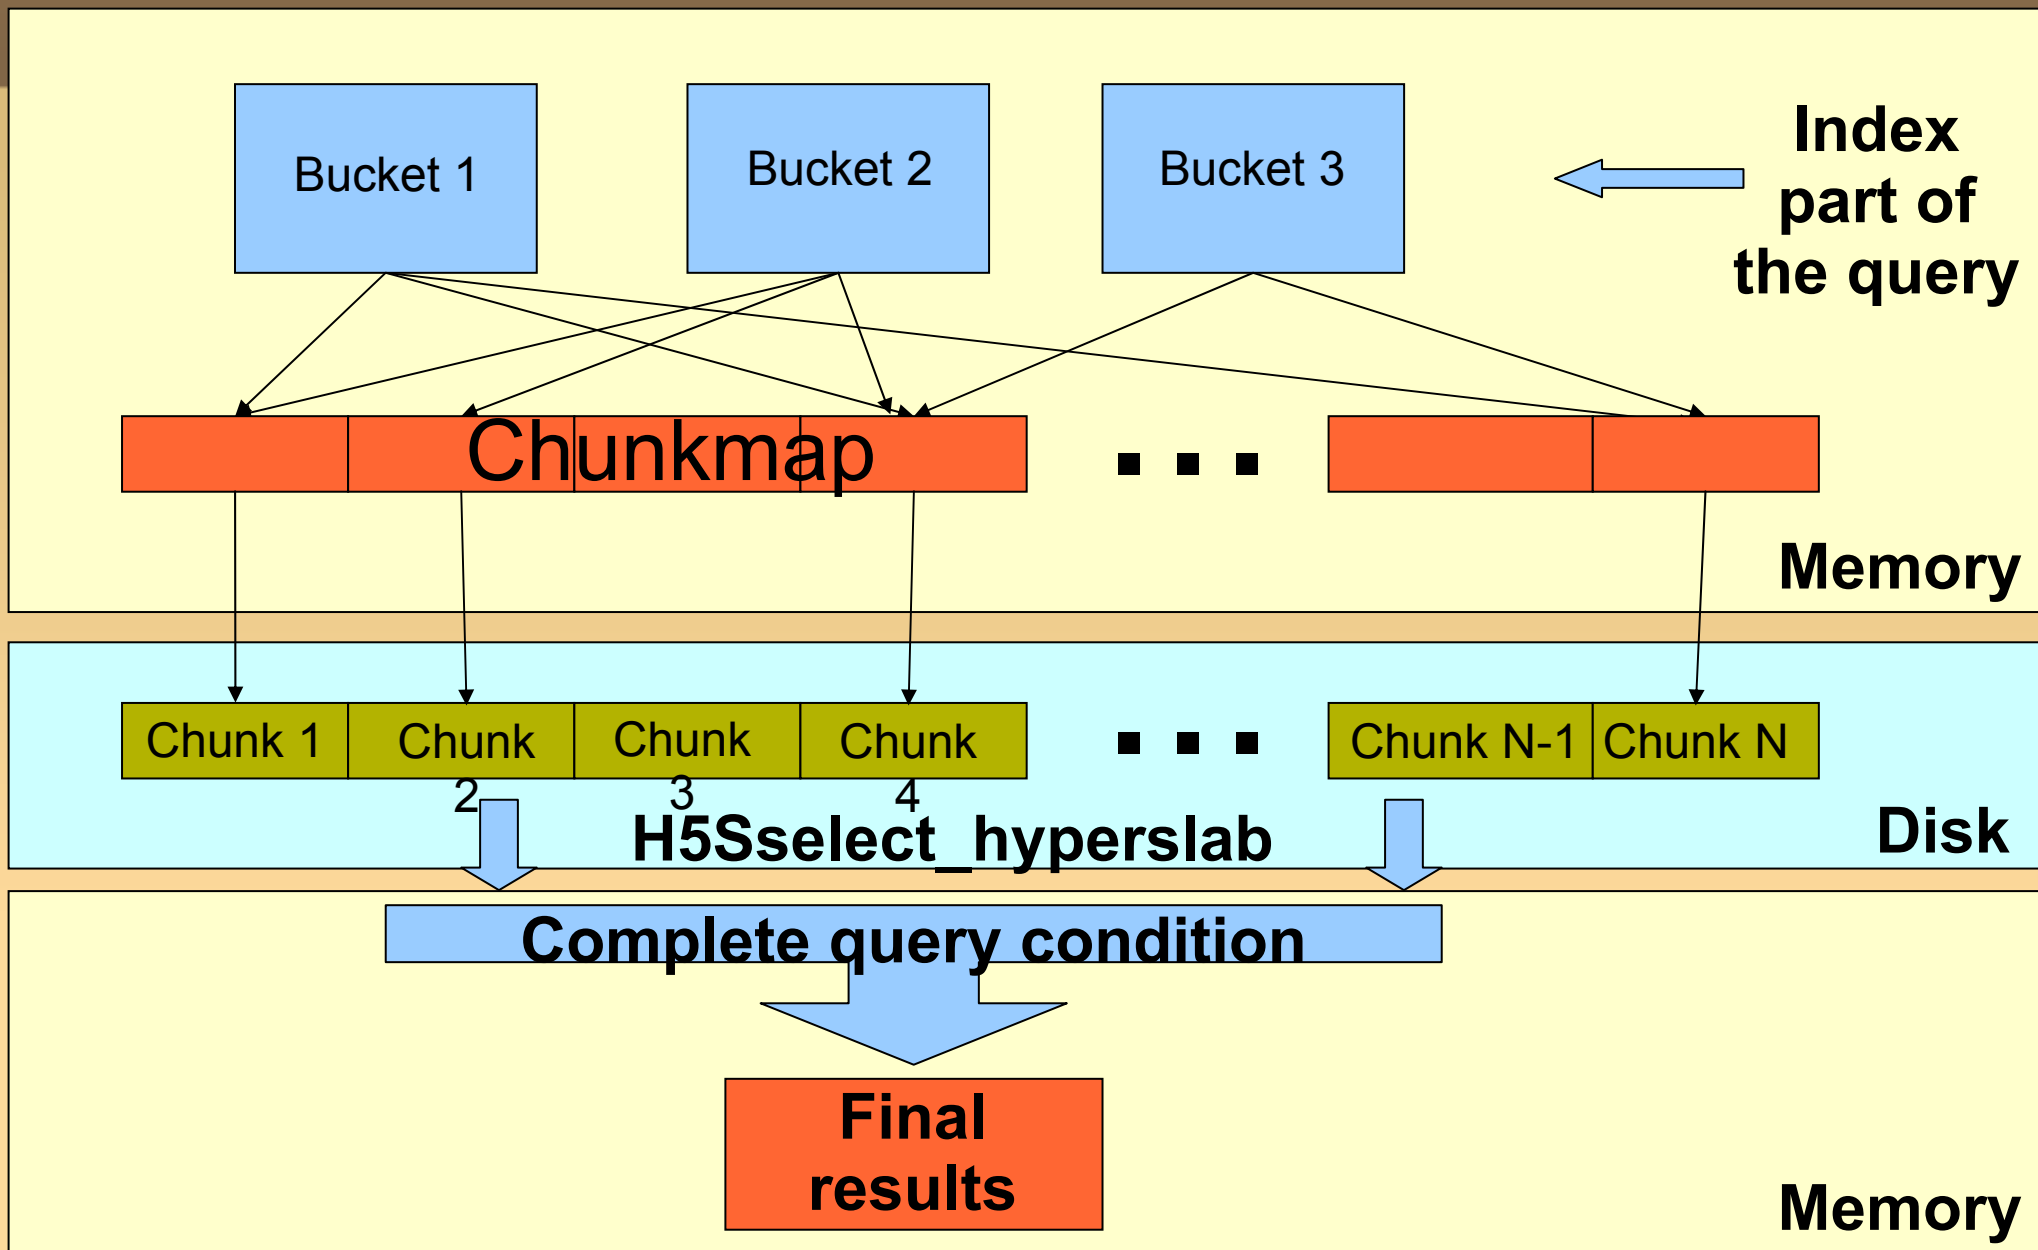 Bucket 1
Bucket 2
Bucket 3
Index
part of
the query
Chunkmap
Memory
Chunk 1
Chunk
2
Chunk
3
Chunk
4
Chunk N-1
Chunk N
H5Sselect_hyperslab
Disk
Complete query condition
Final
results
Memory